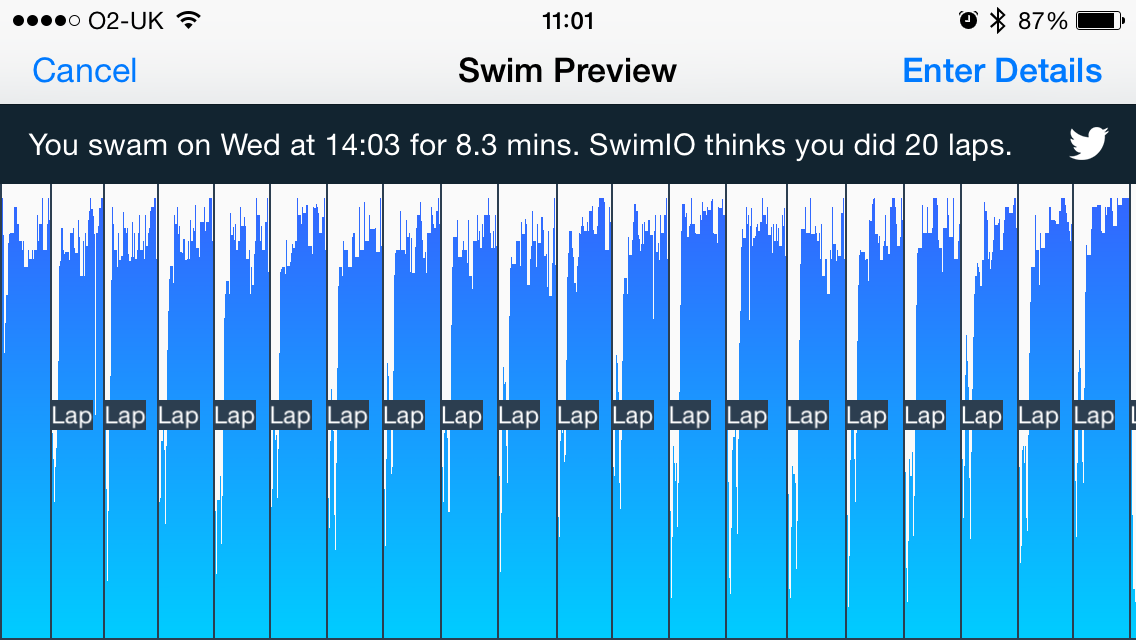 O2-UK 11:01 87%
Cancel Swim Preview Enter Details
You swam on Wed at 14:03 for 8.3 mins. SwimIO thinks you did 20 laps.
Lap Lap Lap Lap Lap Lap Lap Lap Lap Lap Lap Lap Lap Lap Lap Lap Lap Lap Lap